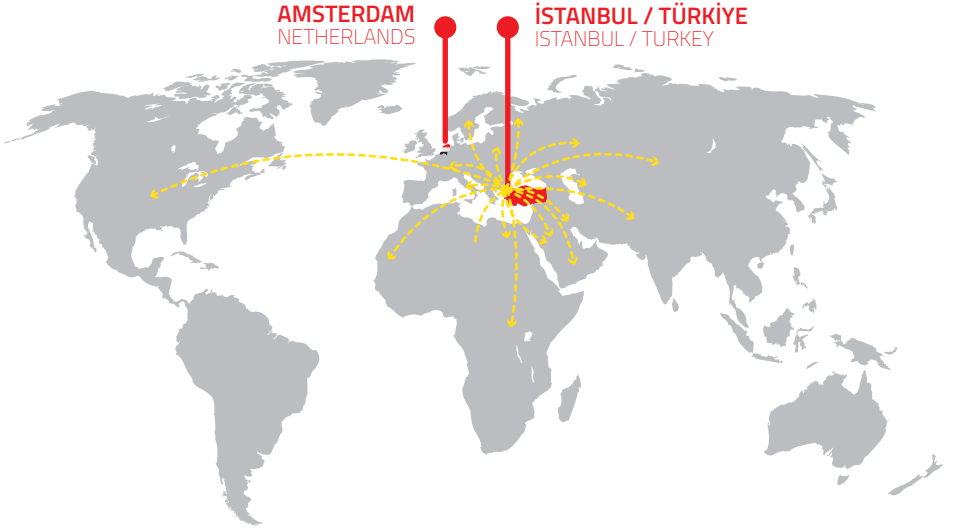 AMSTERDAM
NETHERLANDS
İSTANBUL / TÜRKİYE
ISTANBUL / TURKEY